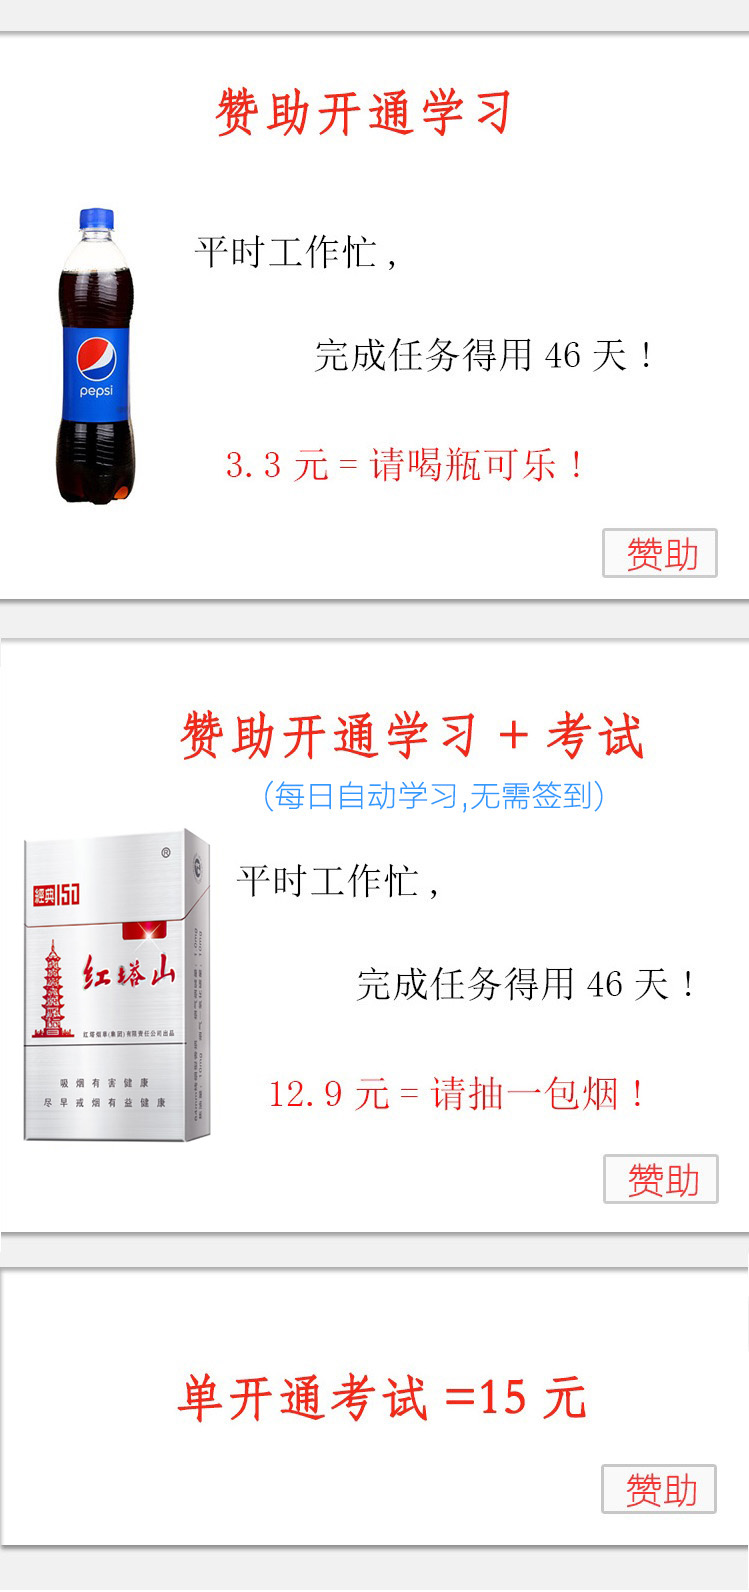 赞助开通学习
平时工作忙，
pepsi
完成任务得用 46 天！
3.3 元 = 请喝瓶可乐！
赞助
赞助开通学习 + 考试
(每日自动学习,无需签到)
®
平时工作忙，
經典150
红塔山
完成任务得用 46 天！
红塔烟草(集团)有限责任公司出品
吸烟有害健康
尽早戒烟有益健康
12.9 元 = 请抽一包烟！
赞助
单开通考试 =15 元
赞助